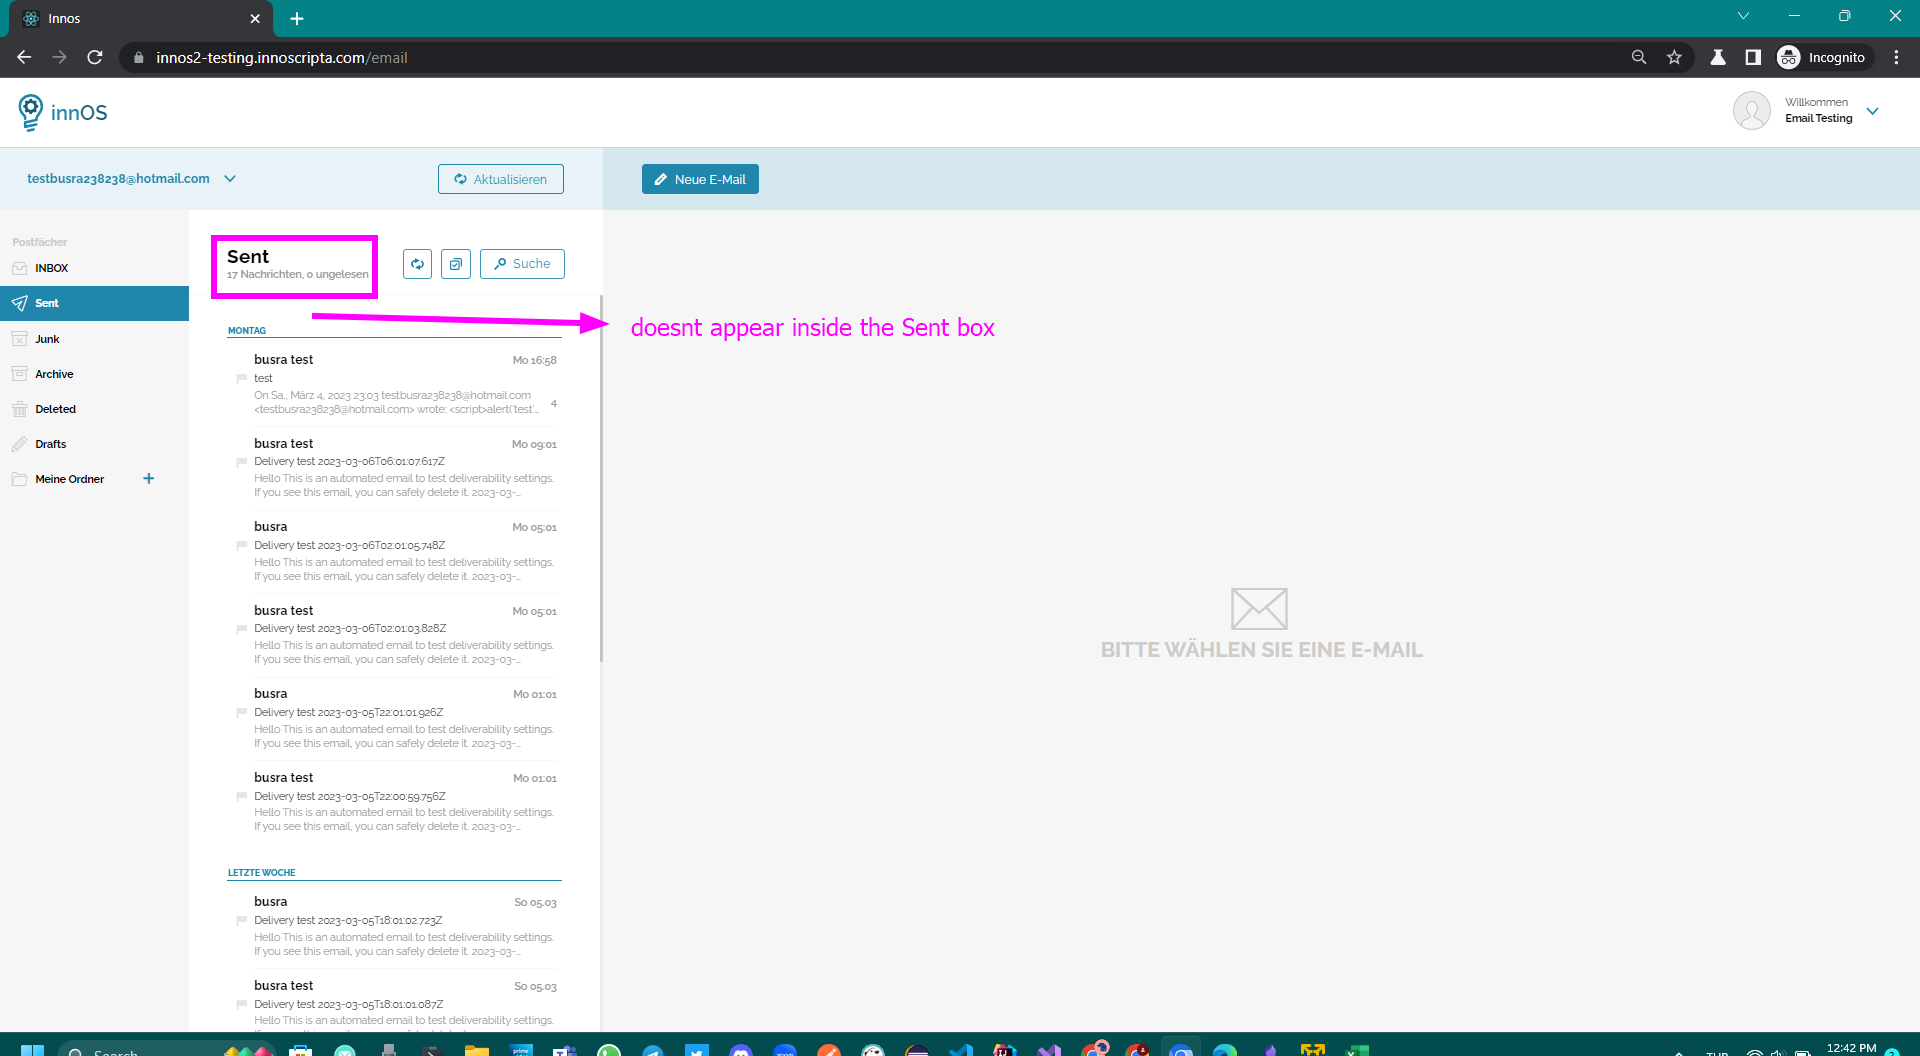 Innos
innos2-testing.innoscripta.com/email
Incognito
innOS
Willkommen
Email Testing
testbusra238238@hotmail.com
Aktualisieren
Neue E-Mail
Postfächer
INBOX
Sent
Junk
Archive
Deleted
Drafts
Meine Ordner
Sent
17 Nachrichten, 0 ungelesen
Suche
doesnt appear inside the Sent box
MONTAG
busra test
Mo 16:58
test
On Sa., März 4, 2023 23:03 testbusra238238@hotmail.com
<testbusra238238@hotmail.com> wrote: <script>alert('test'...
4
busra test
Mo 09:01
Delivery test 2023-03-06T06:01:07.617Z
Hello This is an automated email to test deliverability settings.
If you see this email, you can safely delete it. 2023-03-...
busra
Mo 05:01
Delivery test 2023-03-06T02:01:05.748Z
Hello This is an automated email to test deliverability settings.
If you see this email, you can safely delete it. 2023-03-...
busra test
Mo 05:01
Delivery test 2023-03-06T02:01:03.828Z
Hello This is an automated email to test deliverability settings.
If you see this email, you can safely delete it. 2023-03-...
busra
Mo 01:01
Delivery test 2023-03-05T22:01:01.926Z
Hello This is an automated email to test deliverability settings.
If you see this email, you can safely delete it. 2023-03-...
busra test
Mo 01:01
Delivery test 2023-03-05T22:00:59.756Z
Hello This is an automated email to test deliverability settings.
If you see this email, you can safely delete it. 2023-03-...
LETZTE WOCHE
busra
So 05.03
Delivery test 2023-03-05T18:01:02.723Z
Hello This is an automated email to test deliverability settings.
If you see this email, you can safely delete it. 2023-03-...
busra test
So 05.03
Delivery test 2023-03-05T18:01:01.087Z
Hello This is an automated email to test deliverability settings.
BITTE WÄHLEN SIE EINE E-MAIL
Search
12:42 PM